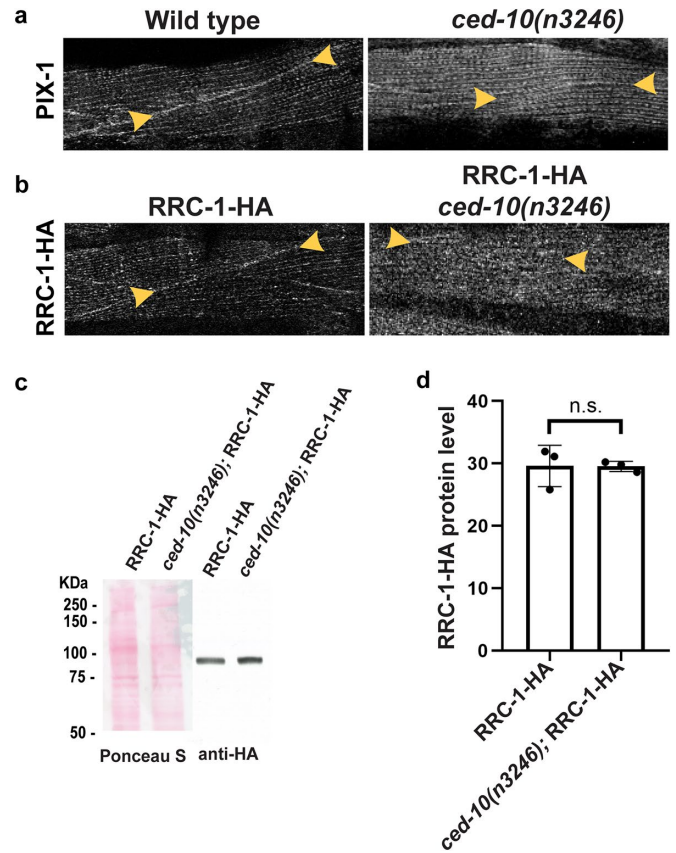 a
Wild type
ced-10(n3246)
PIX-1
b
RRC-1-HA
RRC-1-HA
ced-10(n3246)
RRC-1-HA
c
RRC-1-HA
ced-10(n3246); RRC-1-HA
RRC-1-HA
ced-10(n3246); RRC-1-HA
KDa
250 -
150 -
100 -
75 -
50 -
Ponceau S
anti-HA
d
n.s.
RRC-1-HA protein level
40
30
20
10
0
RRC-1-HA
ced-10(n3246); RRC-1-HA